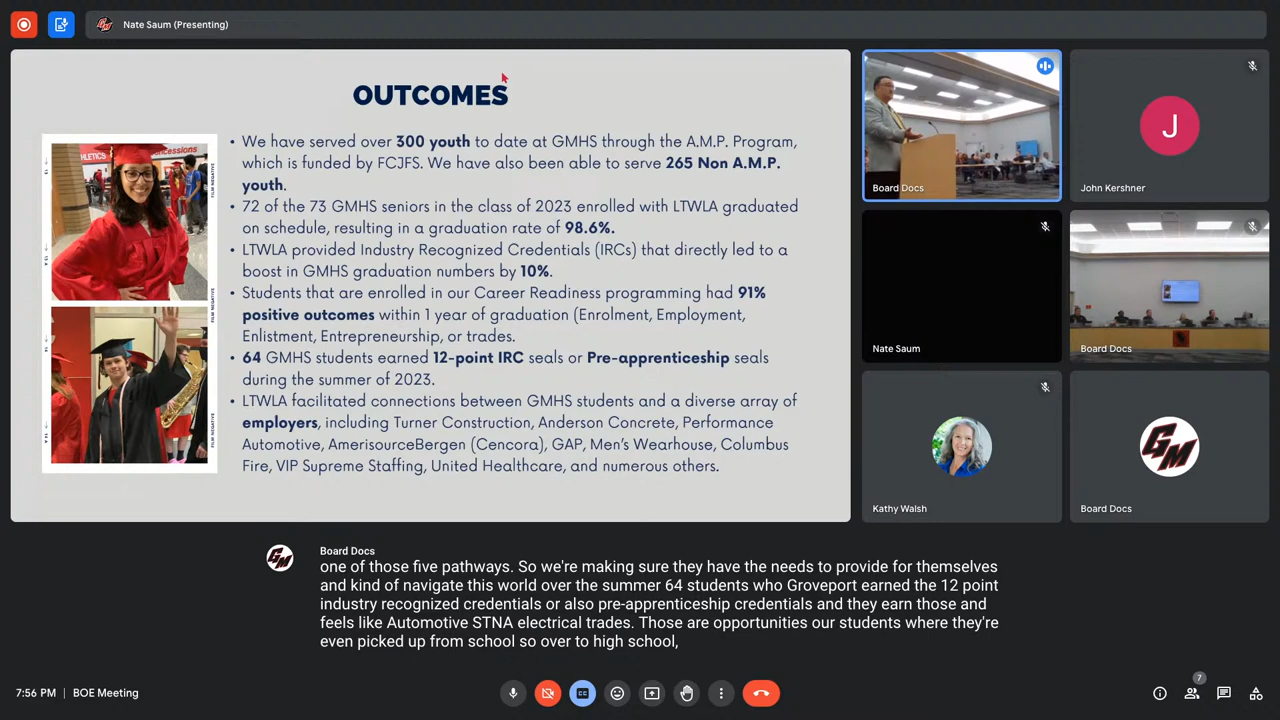 Nate Saum (Presenting)
OUTCOMES
• We have served over 300 youth to date at GMHS through the A.M.P. Program,
which is funded by FCJFS. We have also been able to serve 265 Non A.M.P.
youth.
• 72 of the 73 GMHS seniors in the class of 2023 enrolled with LTWLA graduated
on schedule, resulting in a graduation rate of 98.6%.
• LTWLA provided Industry Recognized Credentials (IRCs) that directly led to a
boost in GMHS graduation numbers by 10%.
• Students that are enrolled in our Career Readiness programming had 91%
positive outcomes within 1 year of graduation (Enrolment, Employment,
Enlistment, Entrepreneurship, or trades.
• 64 GMHS students earned 12-point IRC seals or Pre-apprenticeship seals
during the summer of 2023.
• LTWLA facilitated connections between GMHS students and a diverse array of
employers, including Turner Construction, Anderson Concrete, Performance
Automotive, AmerisourceBergen (Cencora), GAP, Men's Wearhouse, Columbus
Fire, VIP Supreme Staffing, United Healthcare, and numerous others.
FILM NEGATIVE
FILM NEGATIVE
FILM NEGATIVE
FILM NEGATIVE
Board Docs
J
John Kershner
Nate Saum
Board Docs
Kathy Walsh
GM
Board Docs
Board Docs
one of those five pathways. So we're making sure they have the needs to provide for themselves
and kind of navigate this world over the summer 64 students who Groveport earned the 12 point
industry recognized credentials or also pre-apprenticeship credentials and they earn those and
feels like Automotive STNA electrical trades. Those are opportunities our students where they're
even picked up from school so over to high school,
7:56 PM | BOE Meeting
CC
7